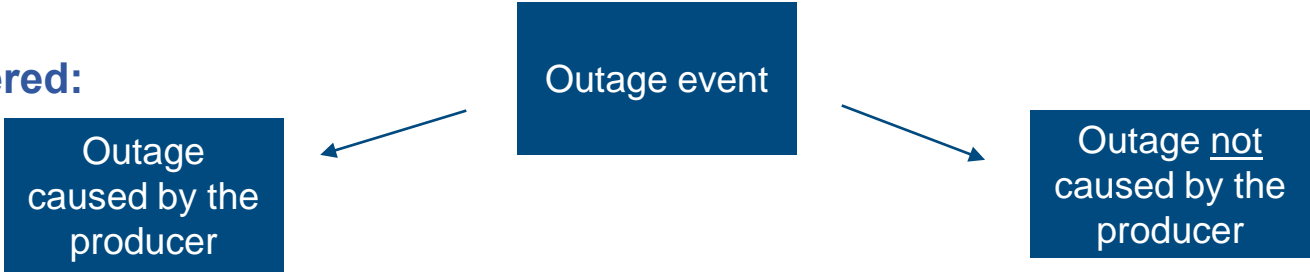 ered:
Outage event
Outage
caused by the
producer
Outage not
caused by the
producer